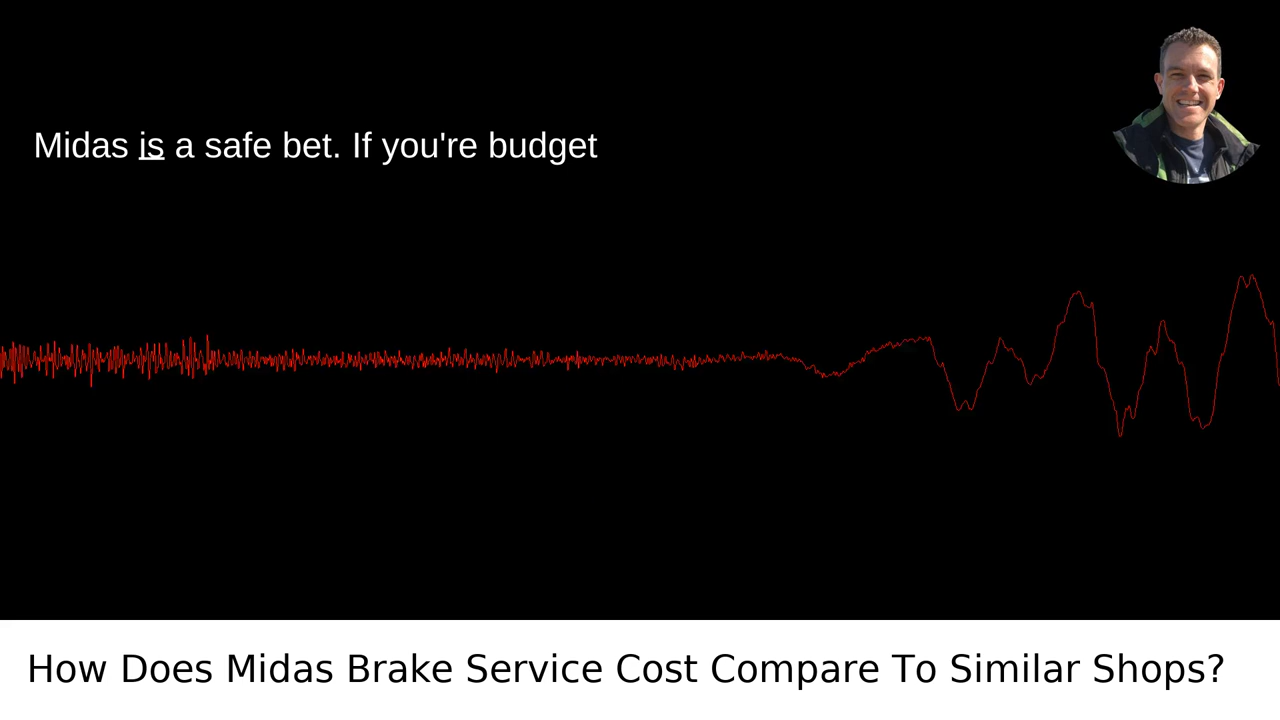 Midas is a safe bet. If you're budget
How Does Midas Brake Service Cost Compare To Similar Shops?